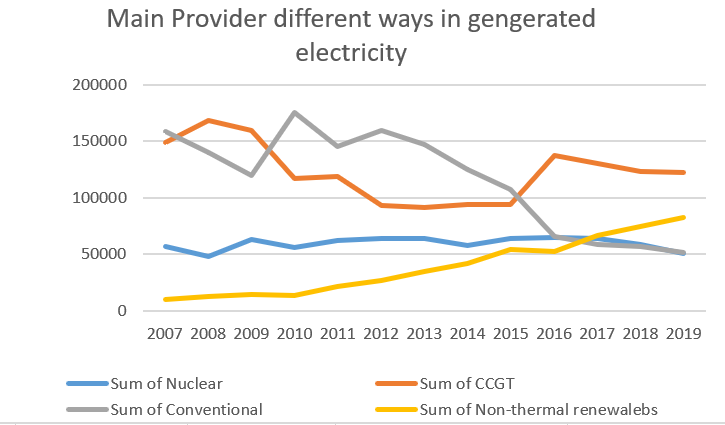 Main Provider different ways in gengerated
electricity
200000
150000
100000
50000
0
2007 2008 2009 2010 2011 2012 2013 2014 2015 2016 2017 2018 2019
Sum of Nuclear Sum of CCGT
Sum of Conventional Sum of Non-thermal renewalebs